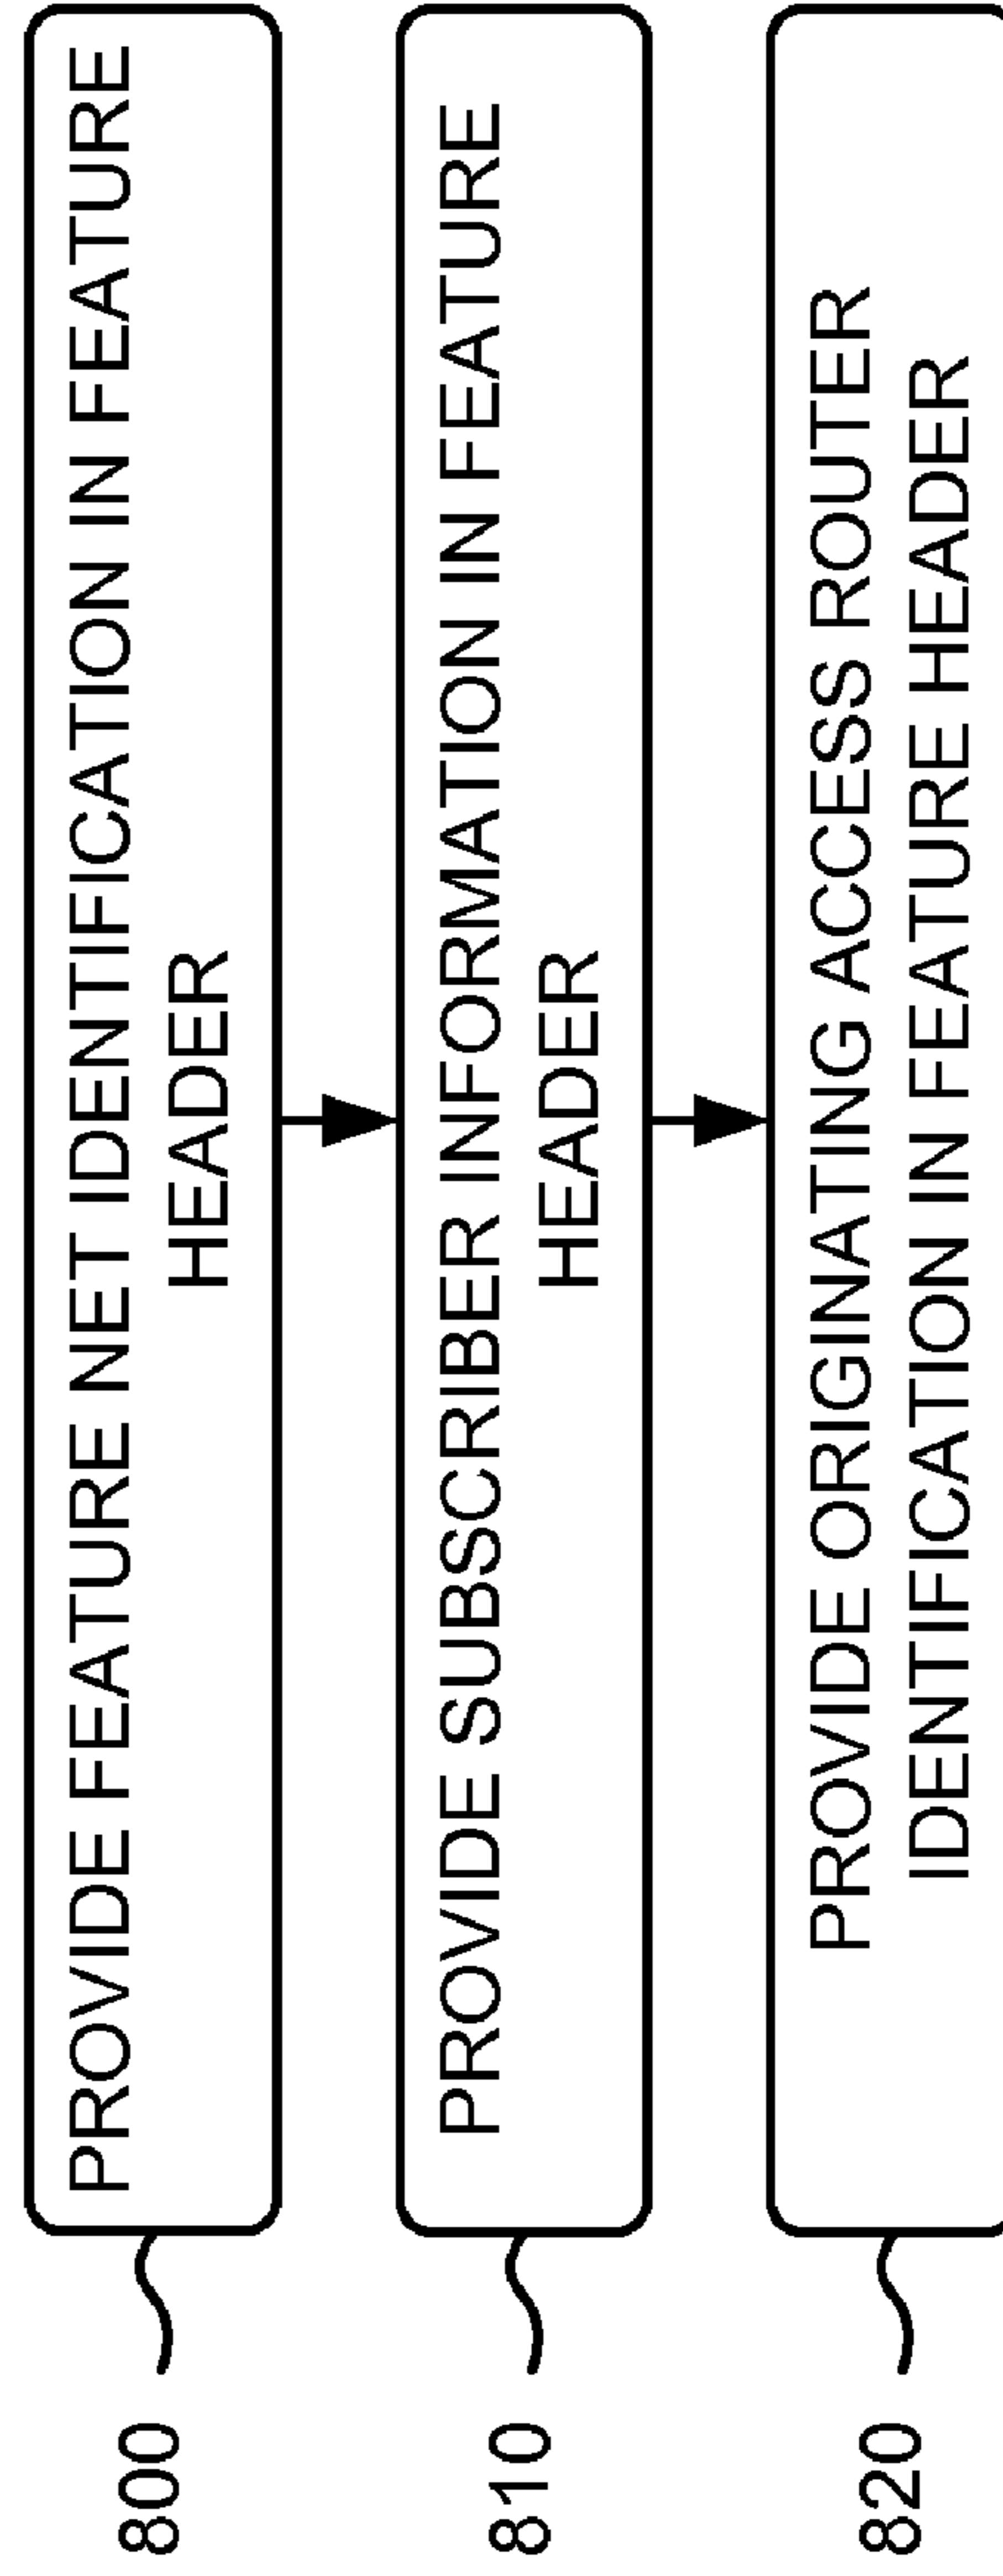 800
PROVIDE FEATURE NET IDENTIFICATION IN FEATURE
HEADER
810
PROVIDE SUBSCRIBER INFORMATION IN FEATURE
HEADER
820
PROVIDE ORIGINATING ACCESS ROUTER
IDENTIFICATION IN FEATURE HEADER